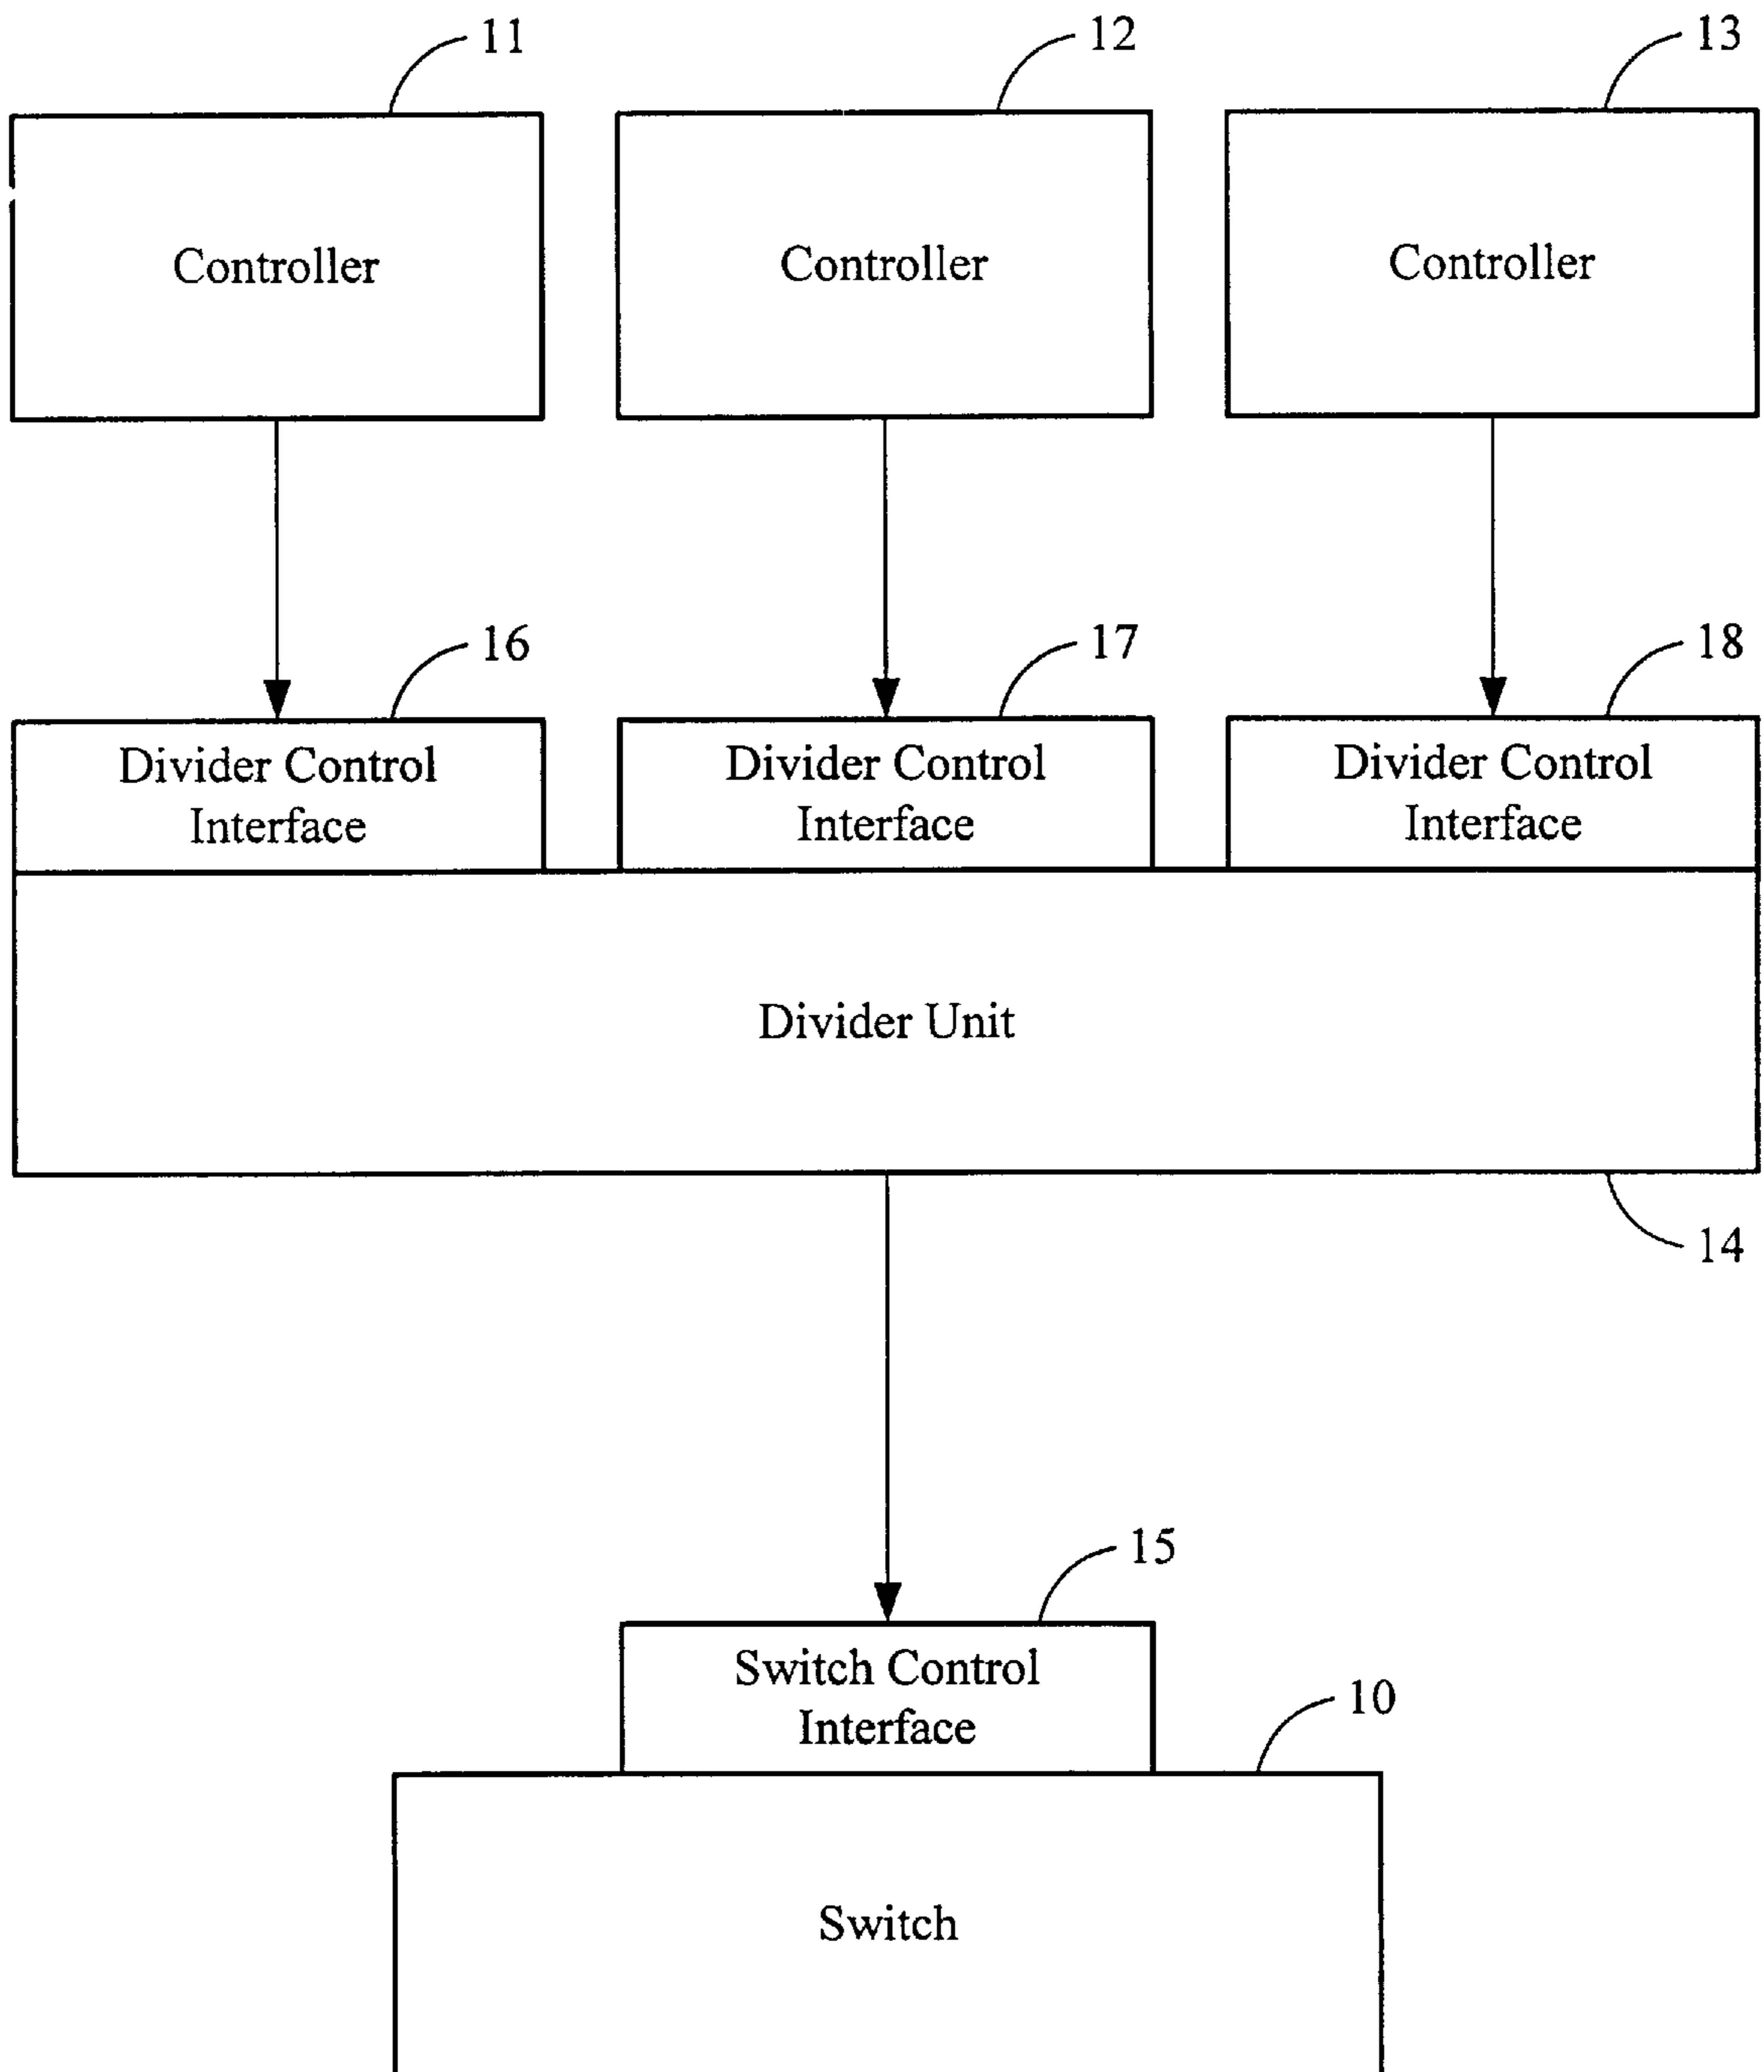 11
12
13
Controller
Controller
Controller
16
17
18
Divider Control
Interface
Divider Control
Interface
Divider Control
Interface
Divider Unit
14
15
Switch Control
Interface
10
Switch